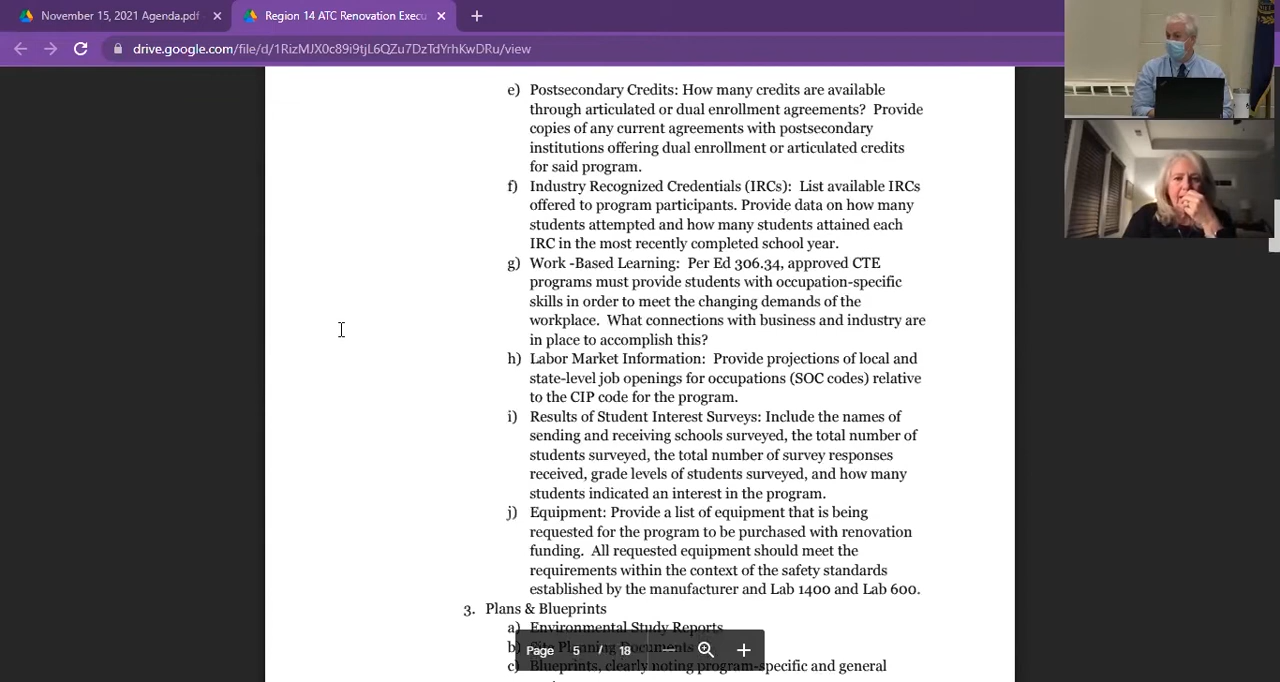 November 15, 2021 Agenda.pdf
Region 14 ATC Renovation Execu
drive.google.com/file/d/1RizMJX0c89i9tjL6QZu7DzTdYrhKwDRu/view
e) Postsecondary Credits: How many credits are available
through articulated or dual enrollment agreements? Provide
copies of any current agreements with postsecondary
institutions offering dual enrollment or articulated credits
for said program.
f) Industry Recognized Credentials (IRCs): List available IRCs
offered to program participants. Provide data on how many
students attempted and how many students attained each
IRC in the most recently completed school year.
g) Work -Based Learning: Per Ed 306.34, approved CTE
programs must provide students with occupation-specific
skills in order to meet the changing demands of the
workplace. What connections with business and industry are
in place to accomplish this?
h) Labor Market Information: Provide projections of local and
state-level job openings for occupations (SOC codes) relative
to the CIP code for the program.
i) Results of Student Interest Surveys: Include the names of
sending and receiving schools surveyed, the total number of
students surveyed, the total number of survey responses
received, grade levels of students surveyed, and how many
students indicated an interest in the program.
j) Equipment: Provide a list of equipment that is being
requested for the program to be purchased with renovation
funding. All requested equipment should meet the
requirements within the context of the safety standards
established by the manufacturer and Lab 1400 and Lab 600.
3. Plans & Blueprints
a) Environmental Study Reports
b) Site Planning Documents
Page 5 / 18
c) Blueprints, clearly noting program-specific and general